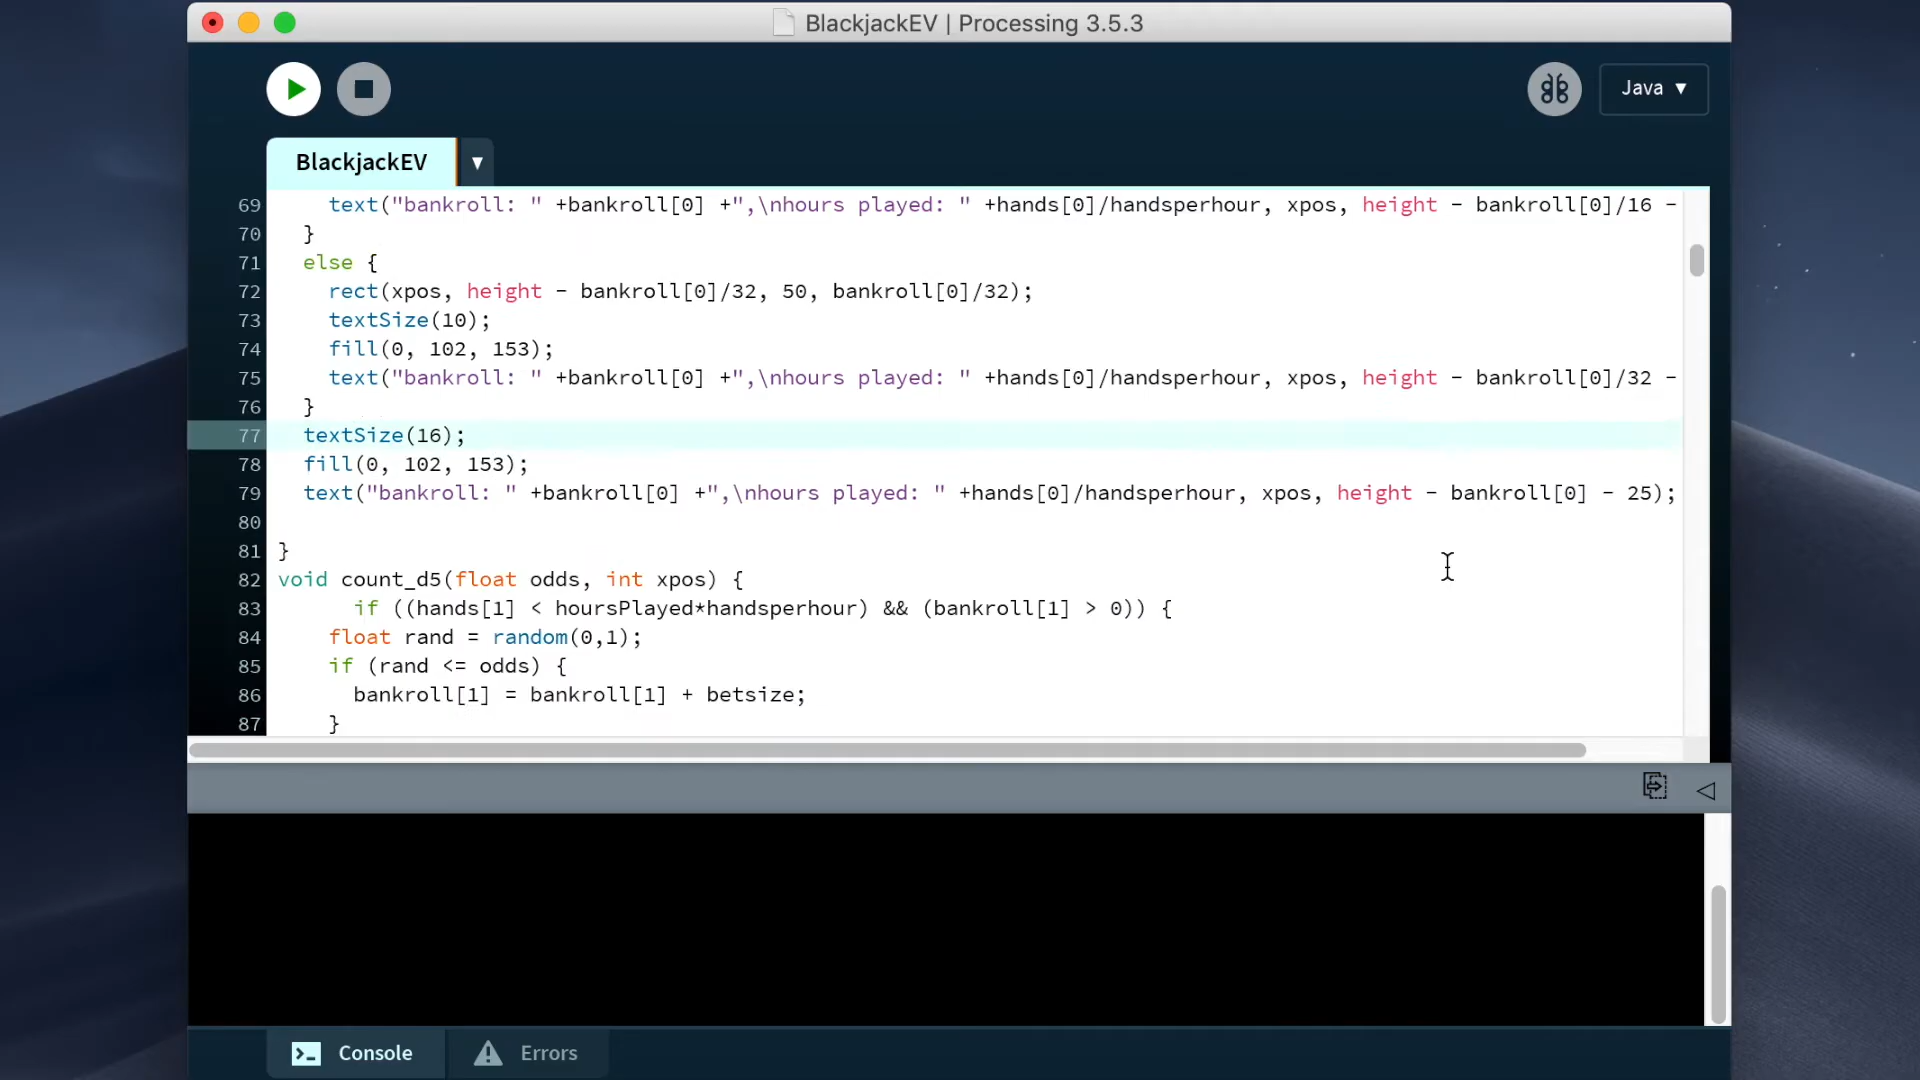 BlackjackEV | Processing 3.5.3
Java ▼
BlackjackEV ▼
69 text("bankroll: " +bankroll[0] +",\nhours played: " +hands[0]/handsperhour, xpos, height - bankroll[0]/16 -
70 }
71 else {
72 rect(xpos, height - bankroll[0]/32, 50, bankroll[0]/32);
73 textSize(10);
74 fill(0, 102, 153);
75 text("bankroll: " +bankroll[0] +",\nhours played: " +hands[0]/handsperhour, xpos, height - bankroll[0]/32 -
76 }
77 textSize(16);
78 fill(0, 102, 153);
79 text("bankroll: " +bankroll[0] +",\nhours played: " +hands[0]/handsperhour, xpos, height - bankroll[0] - 25);
80
81 }
82 void count_d5(float odds, int xpos) {
83 if ((hands[1] < hoursPlayed*handsperhour) && (bankroll[1] > 0)) {
84 float rand = random(0,1);
85 if (rand <= odds) {
86 bankroll[1] = bankroll[1] + betsize;
87 }
Console
Errors